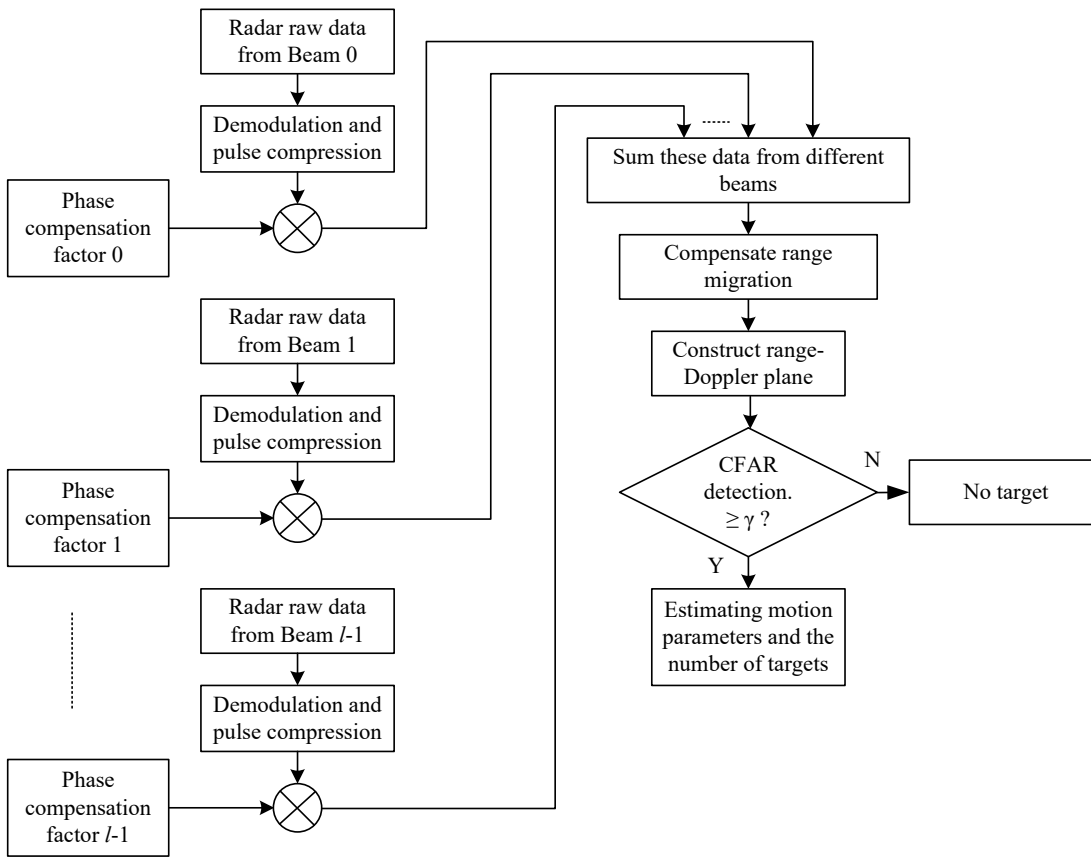 Radar raw data
from Beam 0
Demodulation and
pulse compression
Phase
compensation
factor 0
Radar raw data
from Beam 1
Demodulation and
pulse compression
Phase
compensation
factor 1
Radar raw data
from Beam l-1
Demodulation and
pulse compression
Phase
compensation
factor l-1
Sum these data from different
beams
Compensate range
migration
Construct range-
Doppler plane
CFAR
detection.
≥ γ ?
N
No target
Y
Estimating motion
parameters and the
number of targets